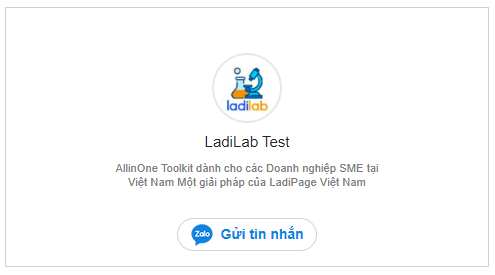 ladilab
LadiLab Test
AllinOne Toolkit dành cho các Doanh nghiệp SME tại
Việt Nam Một giải pháp của LadiPage Việt Nam
Zalo Gửi tin nhắn